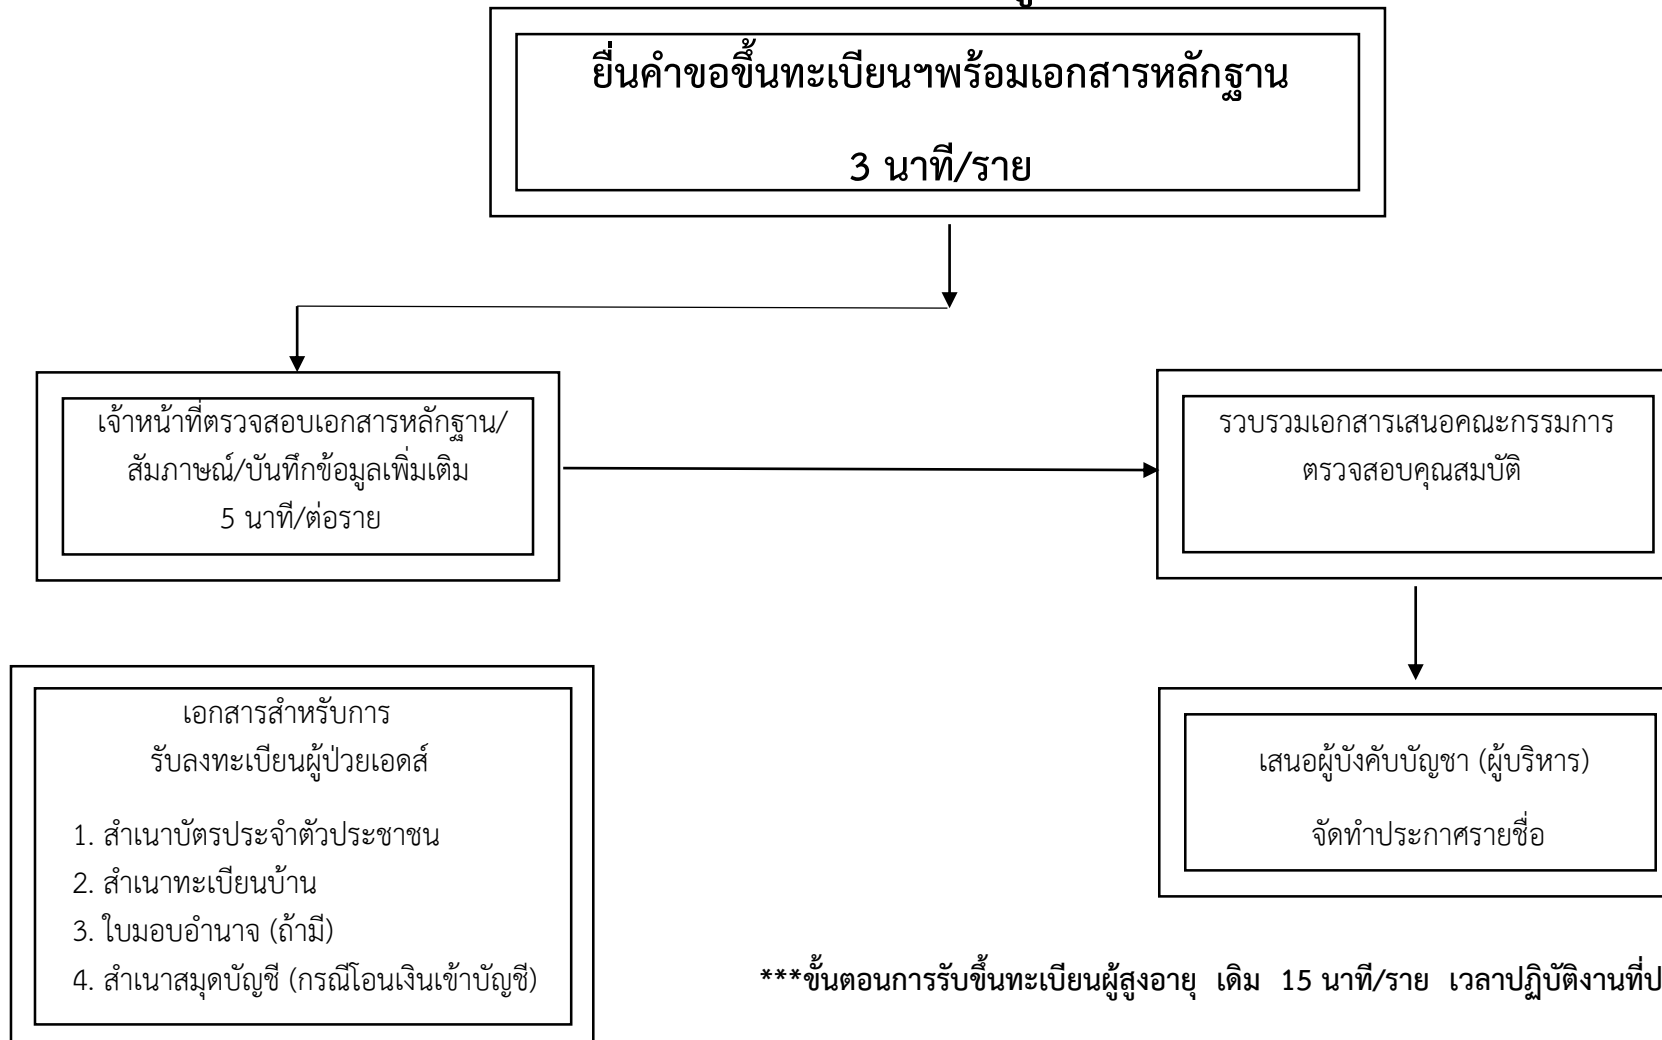 ยื่นคำขอขึ้นทะเบียนฯพร้อมเอกสารหลักฐาน
3 นาที/ราย
เจ้าหน้าที่ตรวจสอบเอกสารหลักฐาน/
สัมภาษณ์/บันทึกข้อมูลเพิ่มเติม
5 นาที/ต่อราย
รวบรวมเอกสารเสนอคณะกรรมการ
ตรวจสอบคุณสมบัติ
เอกสารสำหรับการ
รับลงทะเบียนผู้ป่วยเอดส์
1. สำเนาบัตรประจำตัวประชาชน
2. สำเนาทะเบียนบ้าน
3. ใบมอบอำนาจ (ถ้ามี)
4. สำเนาสมุดบัญชี (กรณีโอนเงินเข้าบัญชี)
เสนอผู้บังคับบัญชา (ผู้บริหาร)
จัดทำประกาศรายชื่อ
***ขั้นตอนการรับขึ้นทะเบียนผู้สูงอายุ เดิม 15 นาที/ราย เวลาปฏิบัติงานที่ป